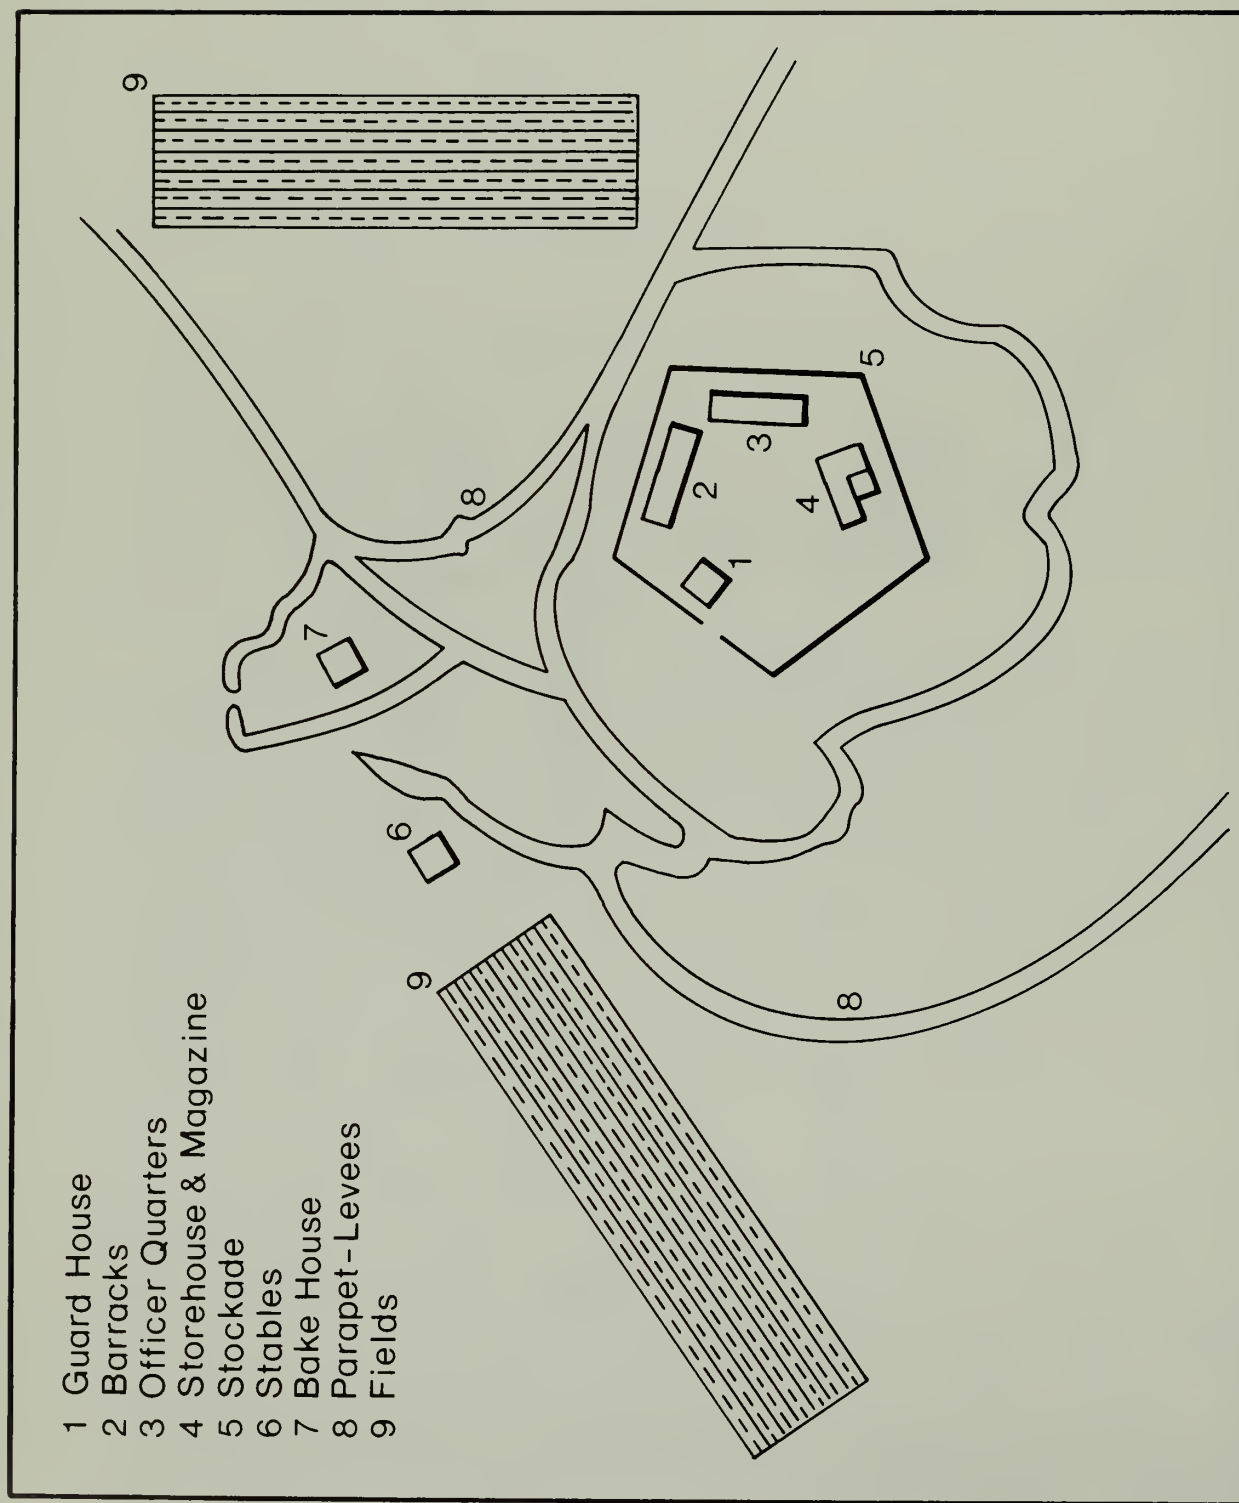 1 Guard House
2 Barracks
3 Officer Quarters
4 Storehouse & Magazine
5 Stockade
6 Stables
7 Bake House
8 Parapet-Levees
9 Fields
9
8
7
6
9
8
5
3
2
4
1